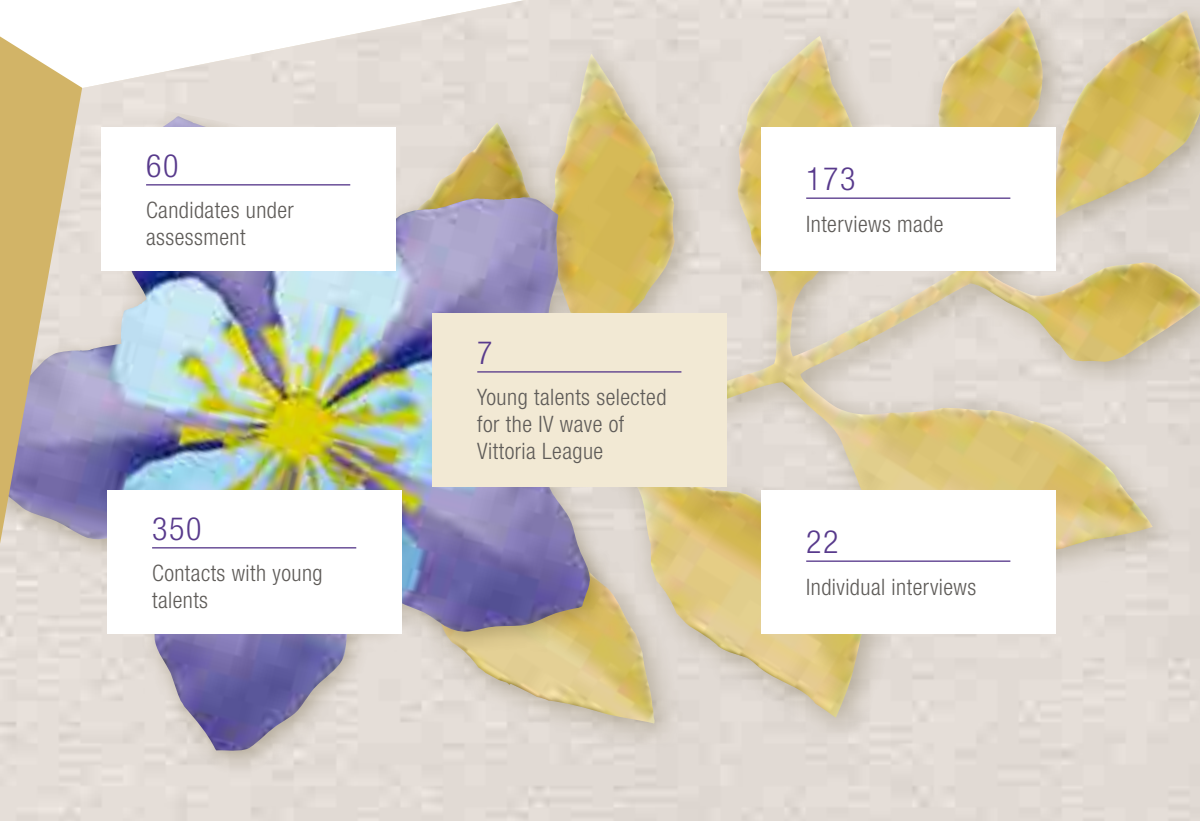 60
Candidates under
assessment
173
Interviews made
7
Young talents selected
for the IV wave of
Vittoria League
350
Contacts with young
talents
22
Individual interviews